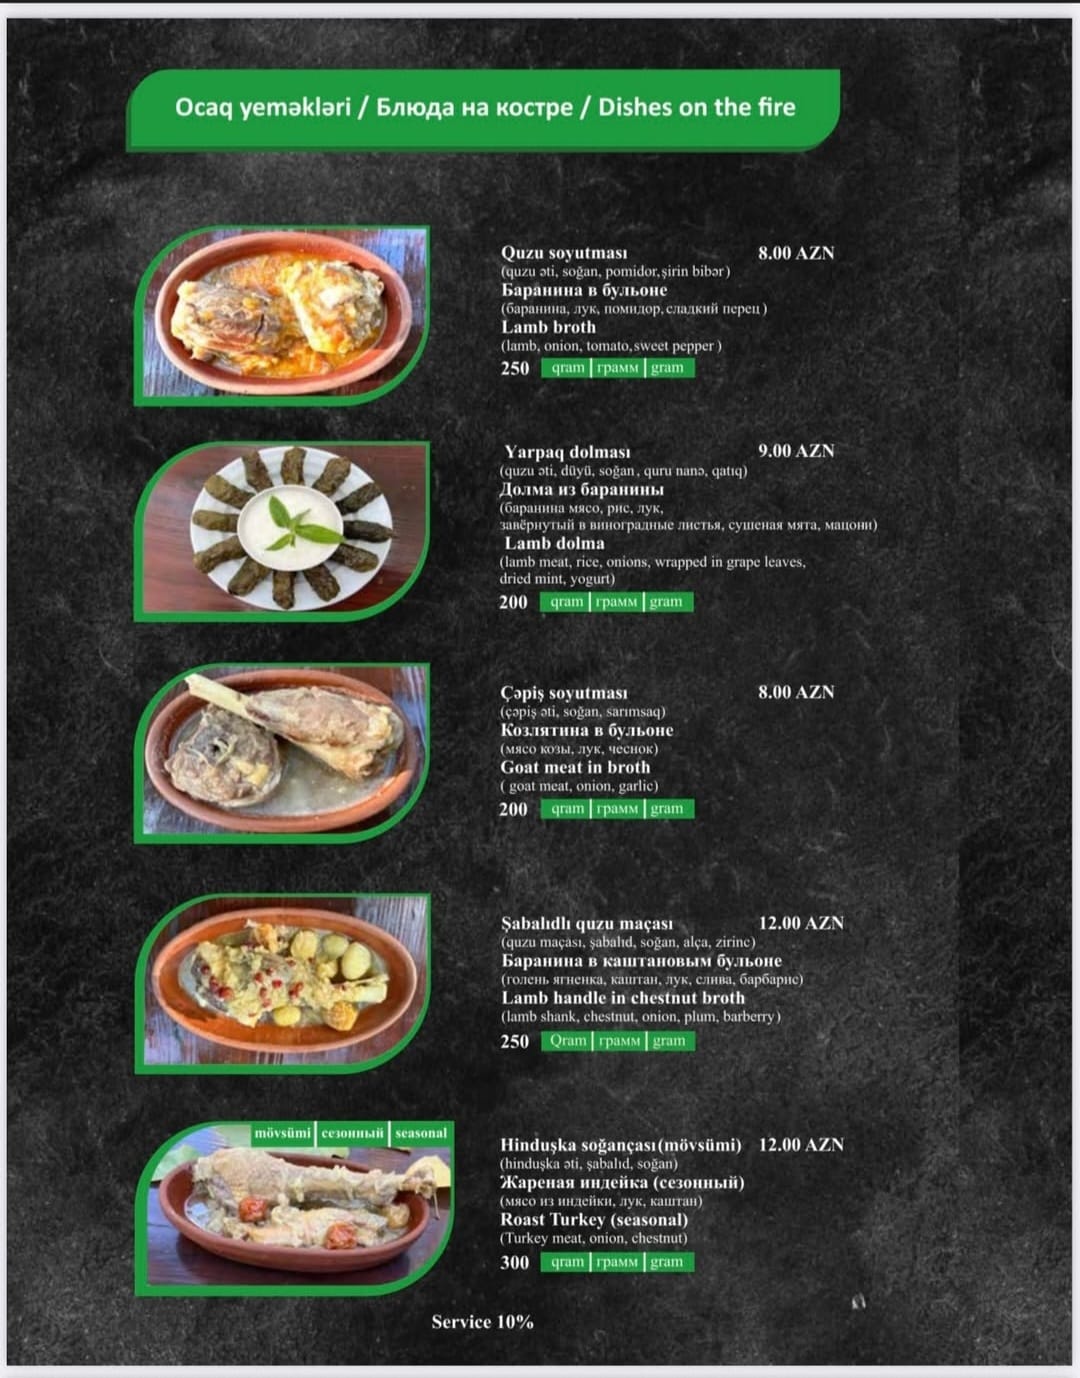 Ocaq yeməkləri / Блюда на костре / Dishes on the fire
Quzu soyutması 8.00 AZN
(quzu əti, soğan, pomidor,şirin bibər)
Баранина в бульоне
(баранина, лук, помидор, сладкий перец)
Lamb broth
(lamb, onion, tomato,sweet pepper )
250 qram | грамм | gram
Yarpaq dolması 9.00 AZN
(quzu əti, düyü, soğan, quru nanə, qatıq)
Долма из баранины
(баранина мясо, рис, лук,
завёрнутый в виноградные листья, сушеная мята, мацони)
Lamb dolma
(lamb meat, rice, onions, wrapped in grape leaves,
dried mint, yogurt)
200 qram | грамм | gram
Çəpiş soyutması 8.00 AZN
(çəpiş əti, soğan, sarımsaq)
Козлятина в бульоне
(мясо козы, лук, чеснок)
Goat meat in broth
( goat meat, onion, garlic)
200 qram | грамм | gram
Şabalıdlı quzu maçası 12.00 AZN
(quzu maçası, şabalıd, soğan, alça, zirinc)
Баранина в каштановым бульоне
(голень ягненка, каштан, лук, слива, барбарис)
Lamb handle in chestnut broth
(lamb shank, chestnut, onion, plum, barberry)
250 Qram | грамм | gram
mövsümi | сезонный | seasonal
Hinduşka soğançası(mövsümi) 12.00 AZN
(hinduşka əti, şabalıd, soğan)
Жареная индейка (сезонный)
(мясо из индейки, лук, каштан)
Roast Turkey (seasonal)
(Turkey meat, onion, chestnut)
300 qram | грамм | gram
Service 10%